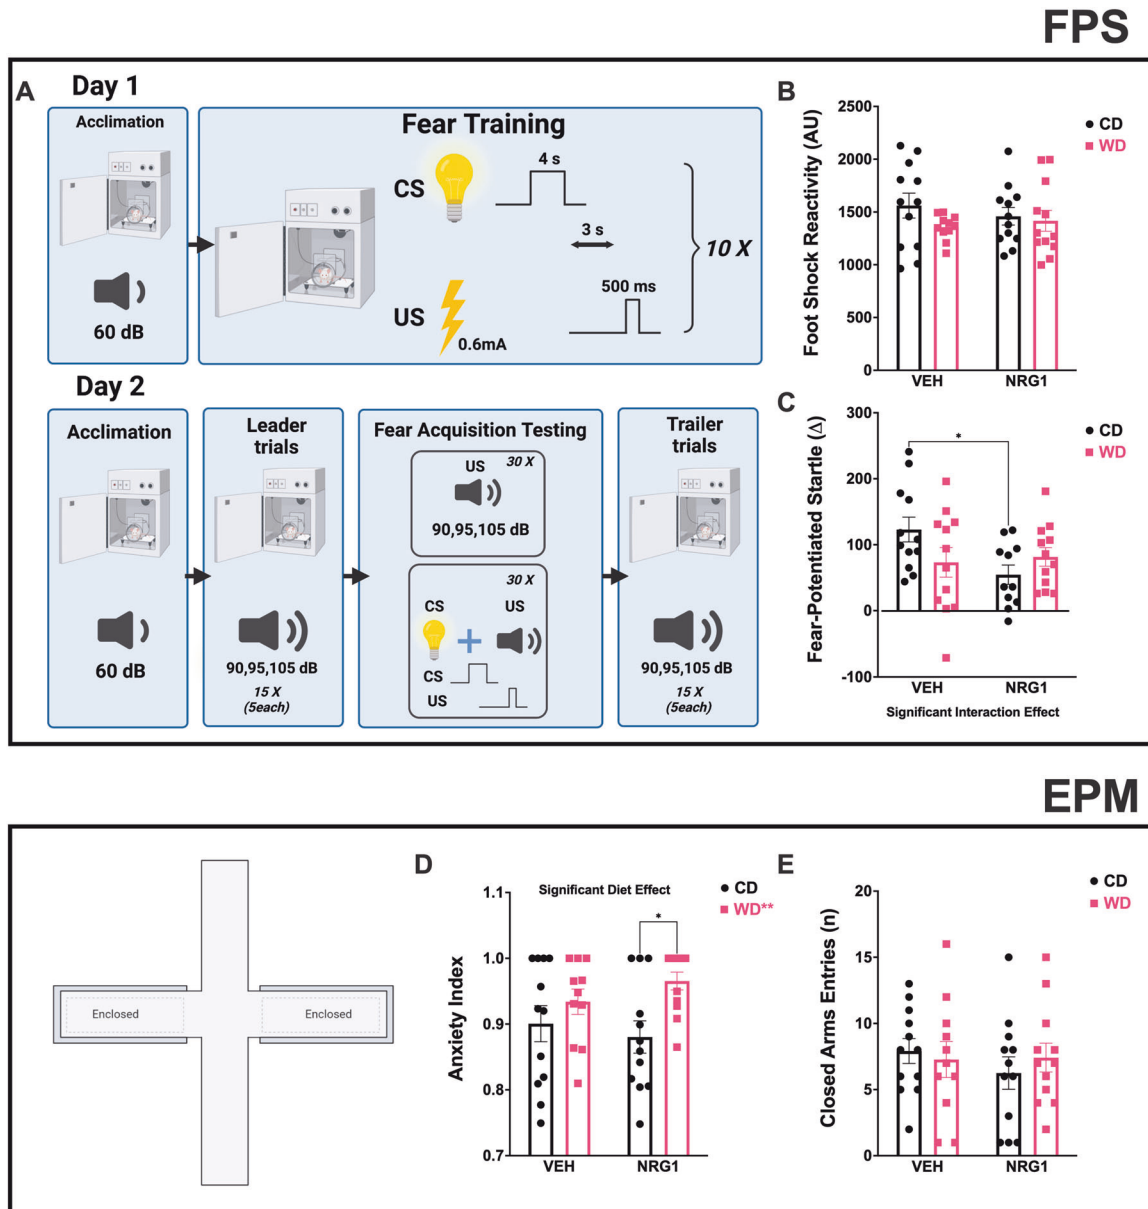 FPS
A
Day 1
Acclimation
60 dB
Fear Training
CS
4 s
3 s
10 X
US
0.6mA
500 ms
Day 2
Acclimation
60 dB
Leader
trials
90,95,105 dB
15 X
(5each)
Fear Acquisition Testing
US
30 X
90,95,105 dB
30 X
CS
US
+
CS
US
Trailer
trials
90,95,105 dB
15 X
(5each)
B
Foot Shock Reactivity (AU)
2500
2000
1500
1000
500
0
VEH
NRG1
CD
WD
C
Fear-Potentiated Startle (Δ)
300
200
100
0
-100
*
VEH
NRG1
CD
WD
Significant Interaction Effect
EPM
Enclosed
Enclosed
D
Anxiety Index
Significant Diet Effect
1.1
1.0
0.9
0.8
0.7
*
VEH
NRG1
CD
WD**
E
Closed Arms Entries (n)
20
15
10
5
0
VEH
NRG1
CD
WD